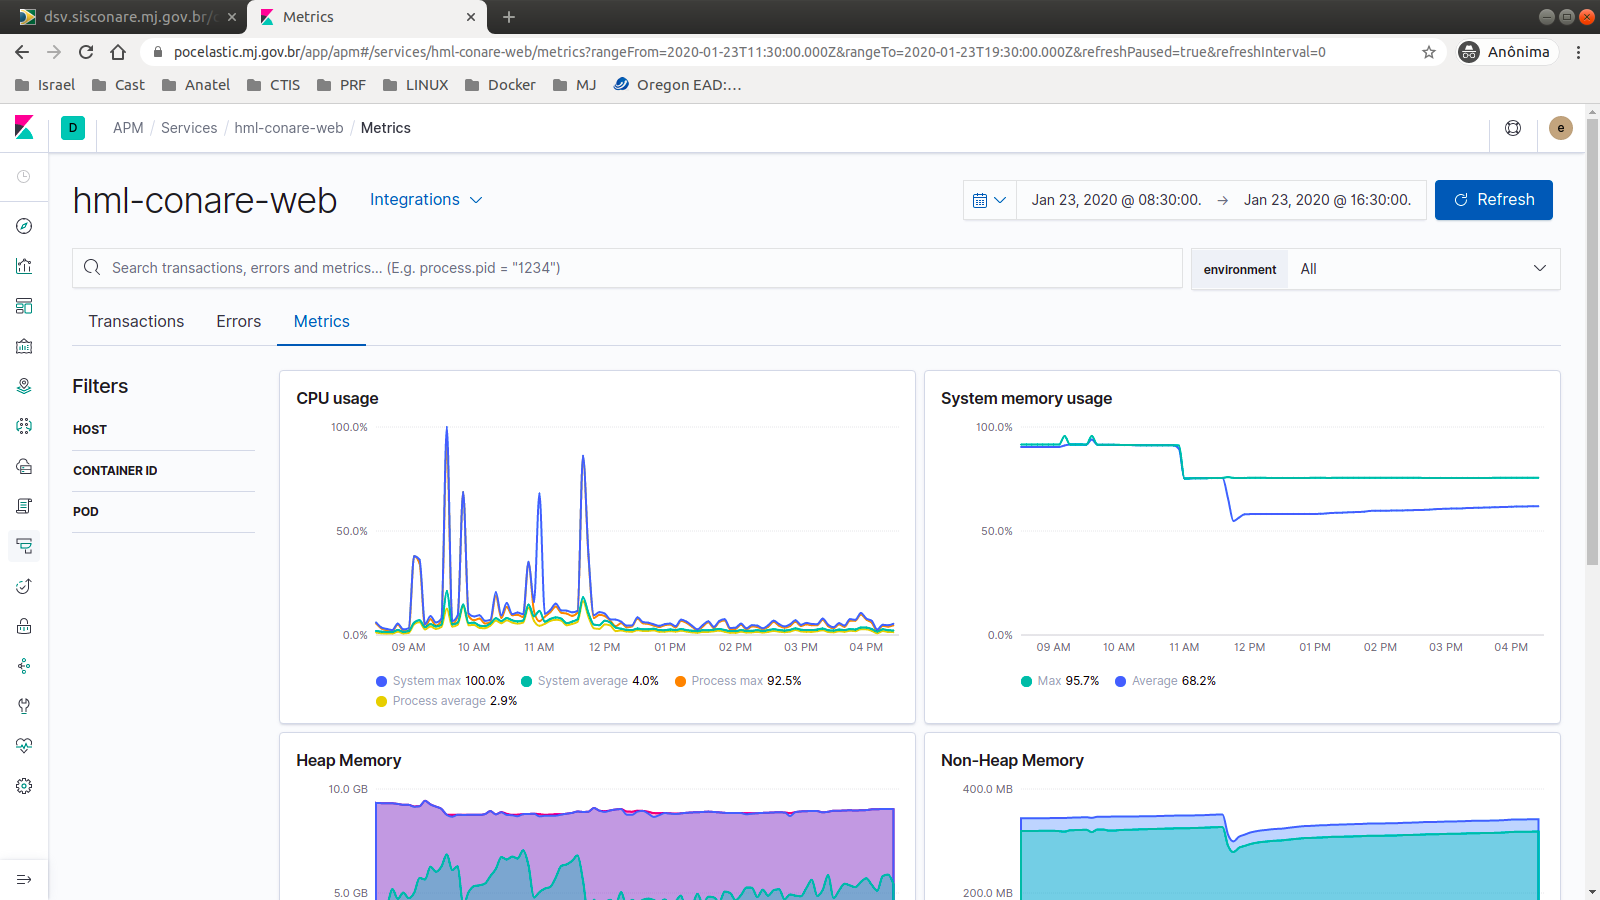 dsv.sisconare.mj.gov.br/
Metrics
pocelastic.mj.gov.br/app/apm#/services/hml-conare-web/metrics?rangeFrom=2020-01-23T11:30:00.000Z&rangeTo=2020-01-23T19:30:00.000Z&refreshPaused=true&refreshInterval=0
Anônima
Israel Cast Anatel CTIS PRF LINUX Docker MJ Oregon EAD:...
D APM / Services / hml-conare-web / Metrics e
hml-conare-web Integrations
Jan 23, 2020 @ 08:30:00. → Jan 23, 2020 @ 16:30:00. Refresh
Search transactions, errors and metrics... (E.g. process.pid = "1234")
environment All
Transactions Errors Metrics
Filters
HOST
CONTAINER ID
POD
CPU usage
100.0%
50.0%
0.0%
09 AM 10 AM 11 AM 12 PM 01 PM 02 PM 03 PM 04 PM
System max 100.0% System average 4.0% Process max 92.5%
Process average 2.9%
System memory usage
100.0%
50.0%
0.0%
09 AM 10 AM 11 AM 12 PM 01 PM 02 PM 03 PM 04 PM
Max 95.7% Average 68.2%
Heap Memory
10.0 GB
5.0 GB
Non-Heap Memory
400.0 MB
200.0 MB